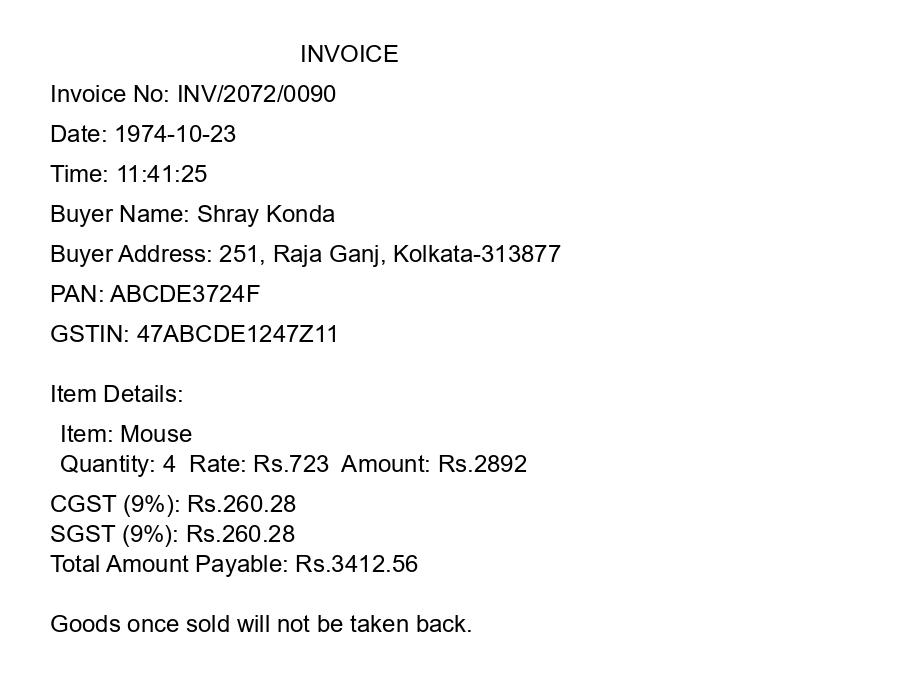 INVOICE
Invoice No: INV/2072/0090
Date: 1974-10-23
Time: 11:41:25
Buyer Name: Shray Konda
Buyer Address: 251, Raja Ganj, Kolkata-313877
PAN: ABCDE3724F
GSTIN: 47ABCDE1247Z11
Item Details:
Item: Mouse
Quantity: 4  Rate: Rs.723  Amount: Rs.2892
CGST (9%): Rs.260.28
SGST (9%): Rs.260.28
Total Amount Payable: Rs.3412.56
Goods once sold will not be taken back.